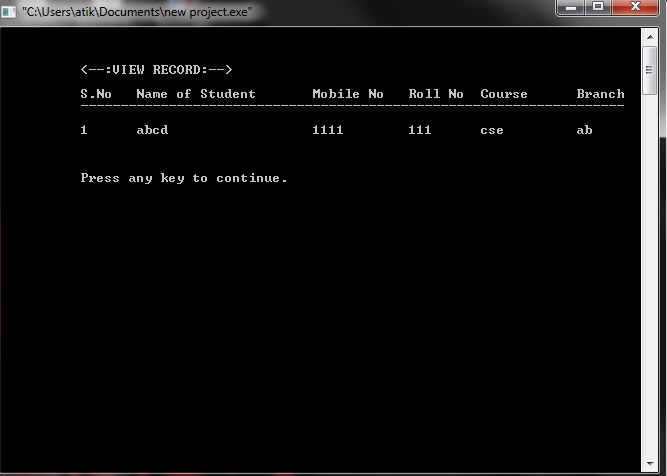 "C:\Users\atik\Documents\new project.exe"
<--:VIEW RECORD:-->
S.No Name of Student Mobile No Roll No Course Branch
--------------------------------------------------------------------
1 abcd 1111 111 cse ab
Press any key to continue.